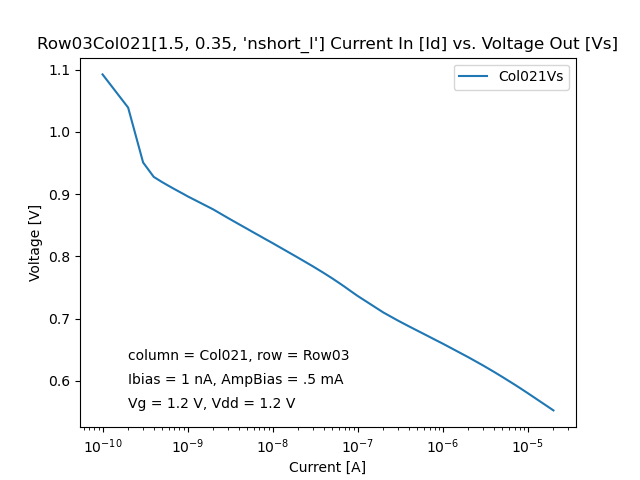 Row03Col021[1.5, 0.35, 'nshort_l'] Current In [Id] vs. Voltage Out [Vs]
Col021Vs
1.1
1.0
0.9
0.8
0.7
0.6
Voltage [V]
column = Col021, row = Row03
Ibias = 1 nA, AmpBias = .5 mA
Vg = 1.2 V, Vdd = 1.2 V
10⁻¹⁰ 10⁻⁹ 10⁻⁸ 10⁻⁷ 10⁻⁶ 10⁻⁵
Current [A]